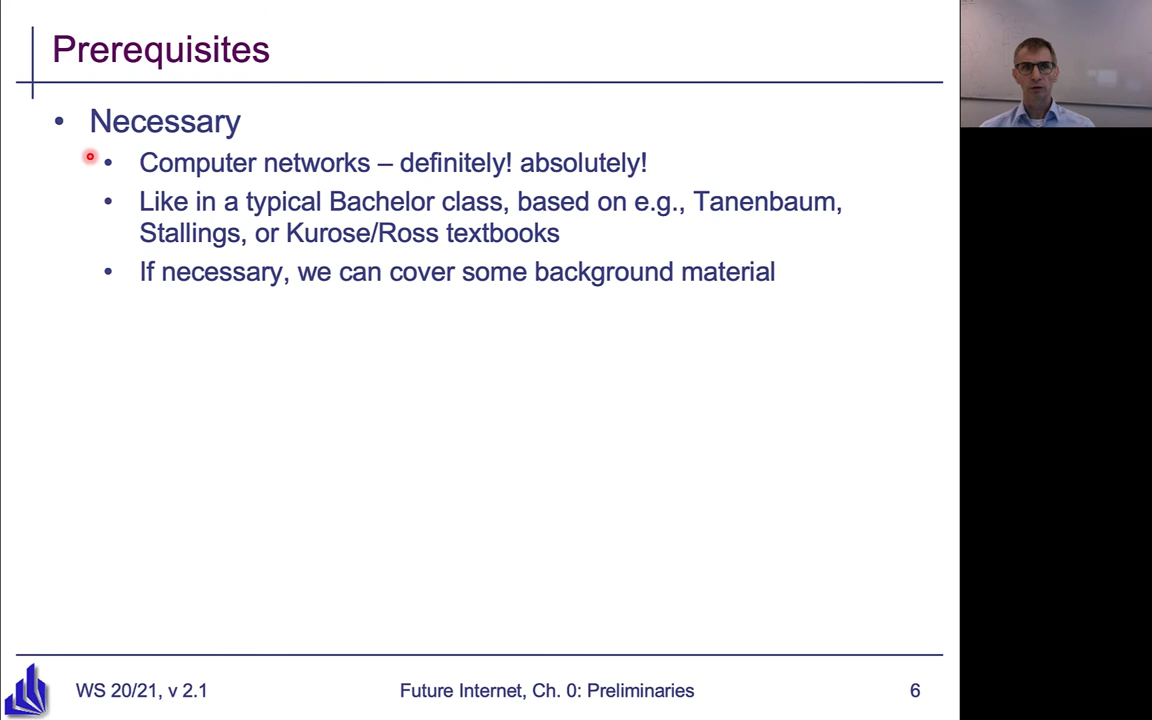 Prerequisites
• Necessary
• Computer networks – definitely! absolutely!
• Like in a typical Bachelor class, based on e.g., Tanenbaum,
Stallings, or Kurose/Ross textbooks
• If necessary, we can cover some background material
WS 20/21, v 2.1
Future Internet, Ch. 0: Preliminaries
6